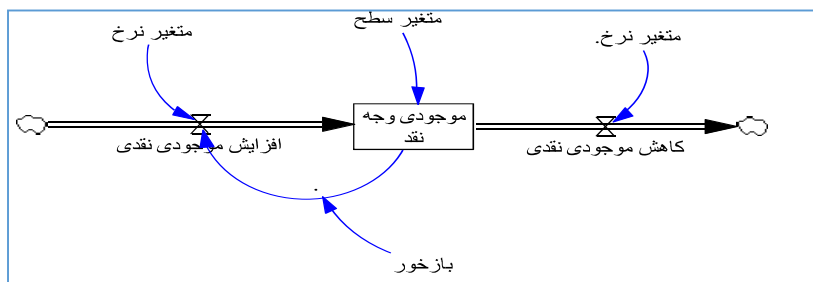 متغیر سطح
متغیر نرخ
متغیر نرخ.
موجودی وجه
نقد
افزایش موجودی نقدی
کاهش موجودی نقدی
.
بازخور